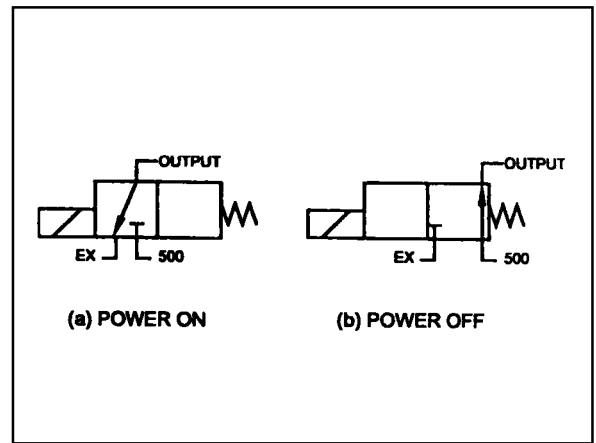 OUTPUT
EX
500
(a) POWER ON
OUTPUT
EX
500
(b) POWER OFF